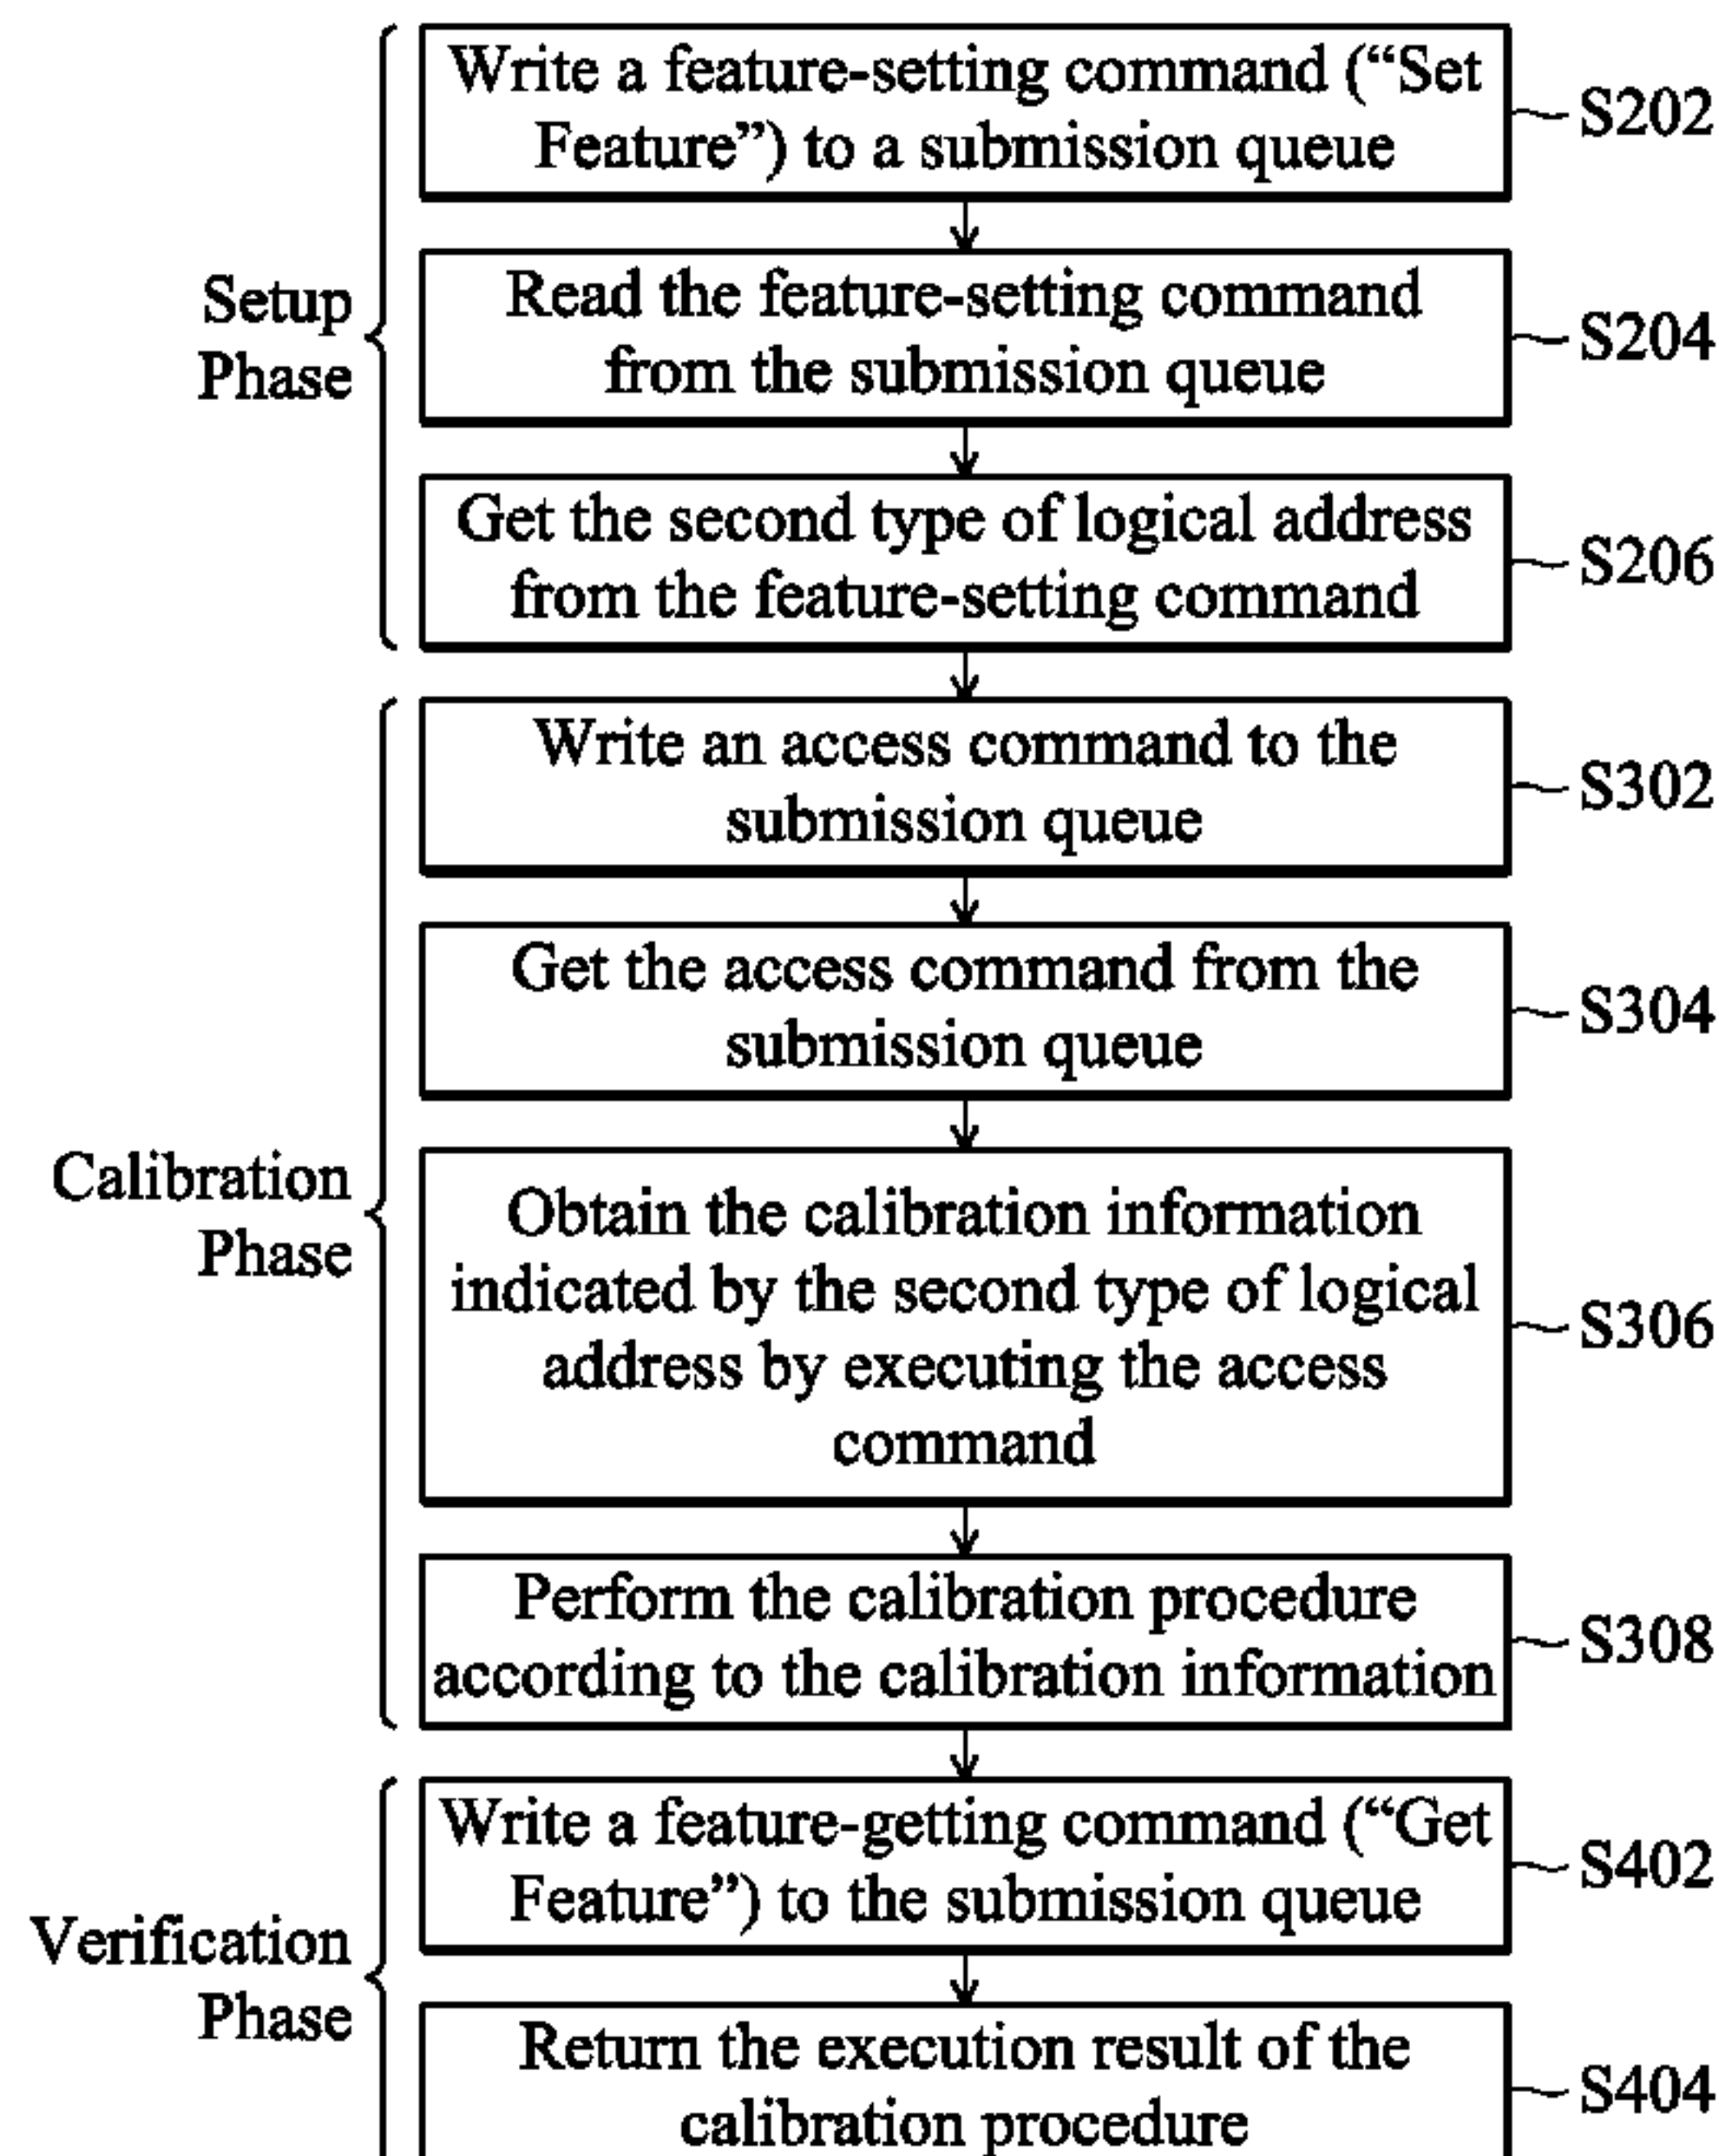 Write a feature-setting command (“Set
Feature”) to a submission queue
S202
Setup
Phase
Read the feature-setting command
from the submission queue
S204
Get the second type of logical address
from the feature-setting command
S206
Write an access command to the
submission queue
S302
Get the access command from the
submission queue
S304
Calibration
Phase
Obtain the calibration information
indicated by the second type of logical
address by executing the access
command
S306
Perform the calibration procedure
according to the calibration information
S308
Write a feature-getting command (“Get
Feature”) to the submission queue
S402
Verification
Phase
Return the execution result of the
calibration procedure
S404